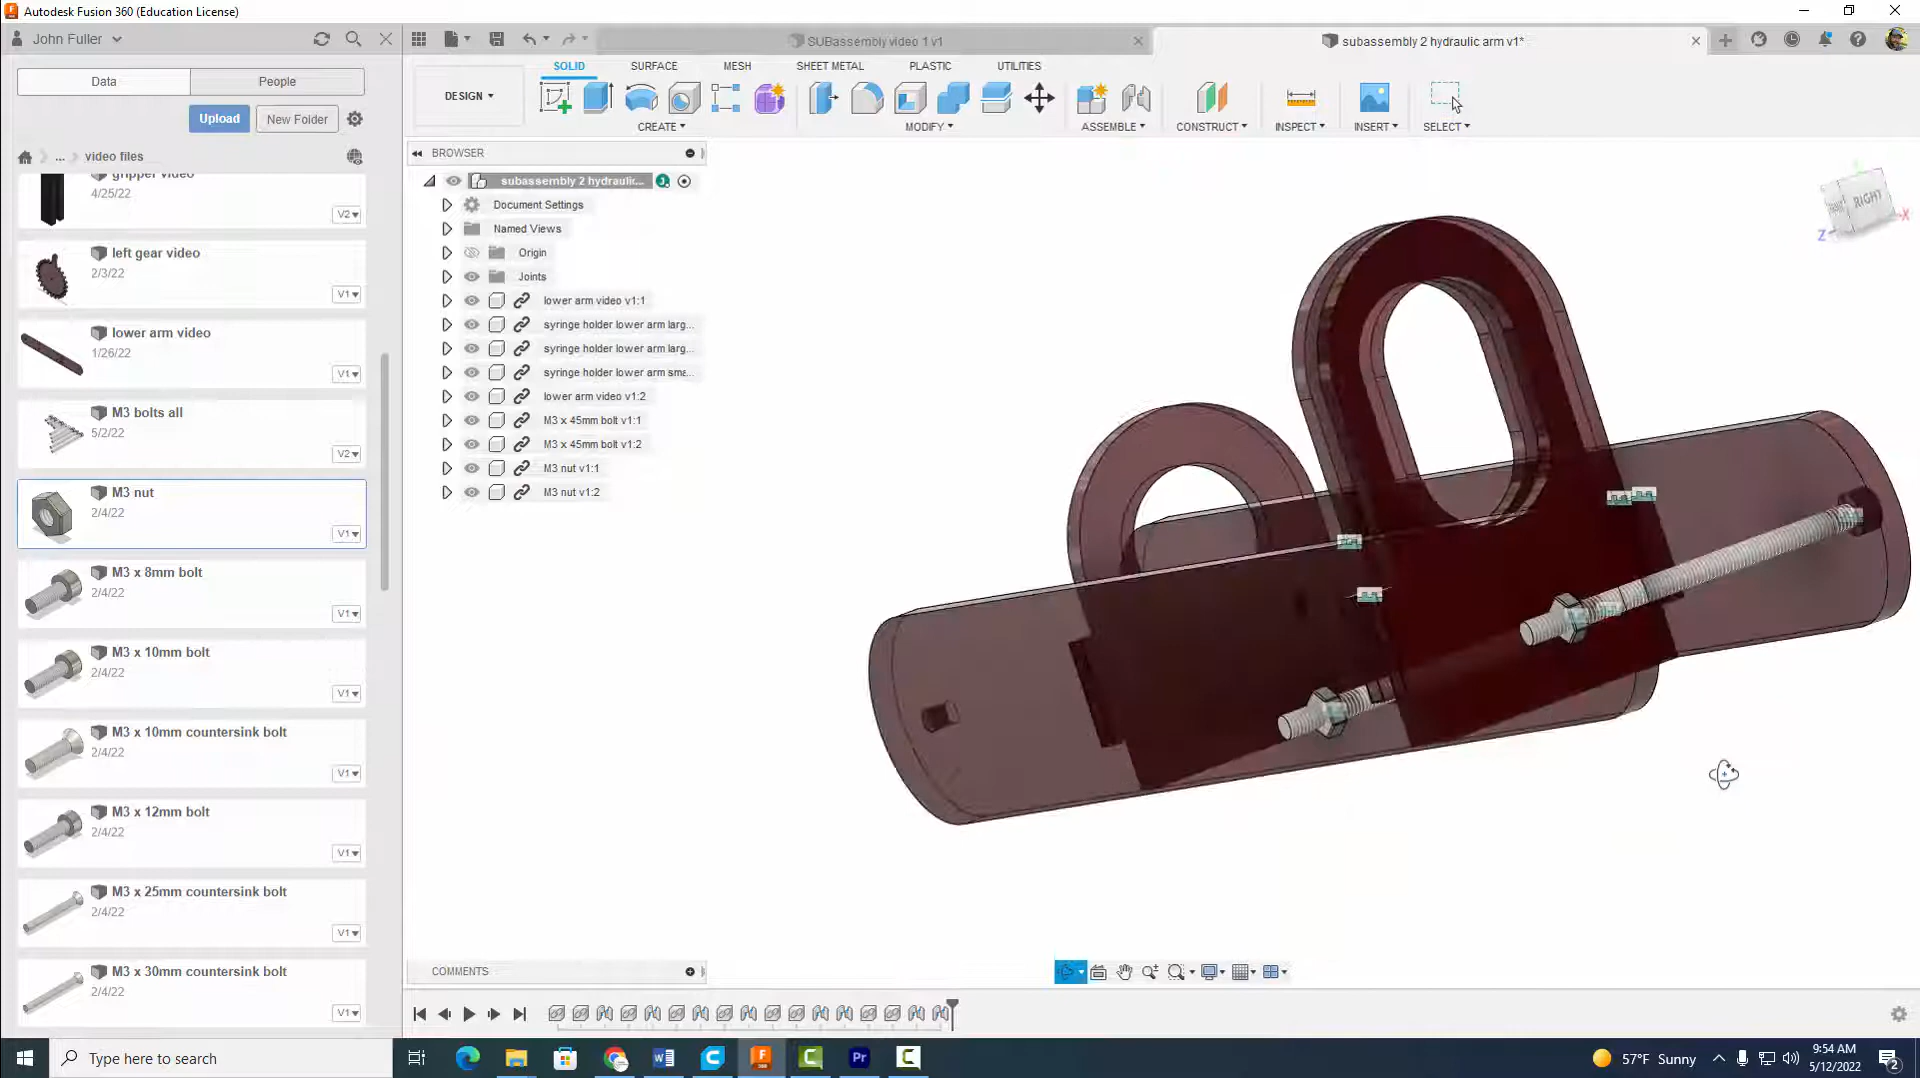 Autodesk Fusion 360 (Education License)
John Fuller
SUBassembly video 1 v1
subassembly 2 hydraulic arm v1*
Data
People
Upload
New Folder
...
video files
gripper video
4/25/22
V2
left gear video
2/3/22
V1
lower arm video
1/26/22
V1
M3 bolts all
5/2/22
V2
M3 nut
2/4/22
V1
M3 x 8mm bolt
2/4/22
V1
M3 x 10mm bolt
2/4/22
V1
M3 x 10mm countersink bolt
2/4/22
V1
M3 x 12mm bolt
2/4/22
V1
M3 x 25mm countersink bolt
2/4/22
V1
M3 x 30mm countersink bolt
2/4/22
V1
DESIGN
SOLID
SURFACE
MESH
SHEET METAL
PLASTIC
UTILITIES
CREATE
MODIFY
ASSEMBLE
CONSTRUCT
INSPECT
INSERT
SELECT
BROWSER
subassembly 2 hydraulic...
Document Settings
Named Views
Origin
Joints
lower arm video v1:1
syringe holder lower arm larg...
syringe holder lower arm larg...
syringe holder lower arm sma...
lower arm video v1:2
M3 x 45mm bolt v1:1
M3 x 45mm bolt v1:2
M3 nut v1:1
M3 nut v1:2
RIGHT
X
Z
COMMENTS
Type here to search
57°F Sunny
9:54 AM
5/12/2022
2